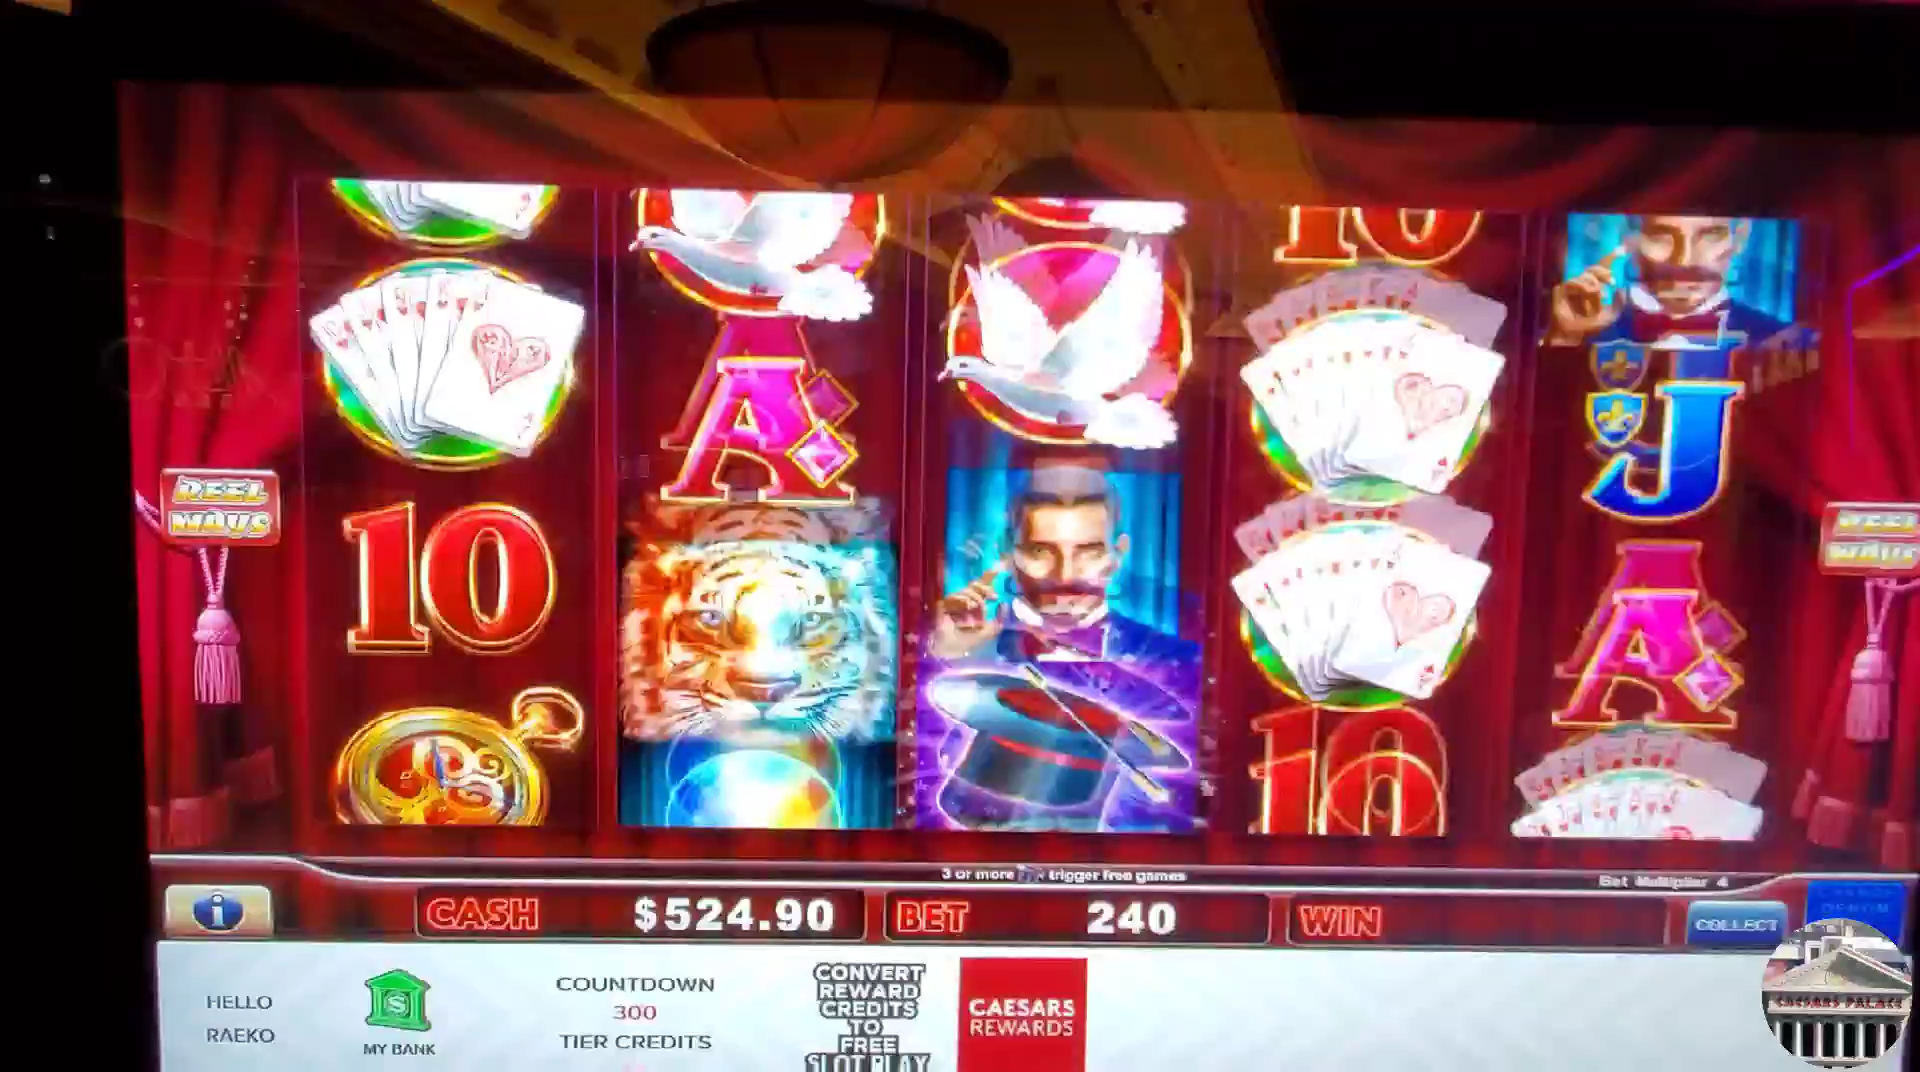 10
A
J
REEL
WAYS
10
A
10
3 or more trigger free games
Bet Multiplier 4
CASH $524.90 BET 240 WIN
COLLECT
HELLO
RAEKO
MY BANK
COUNTDOWN
300
TIER CREDITS
CONVERT
REWARD
CREDITS
TO
FREE
SLOT PLAY
CAESARS
REWARDS
CAESARS PALACE